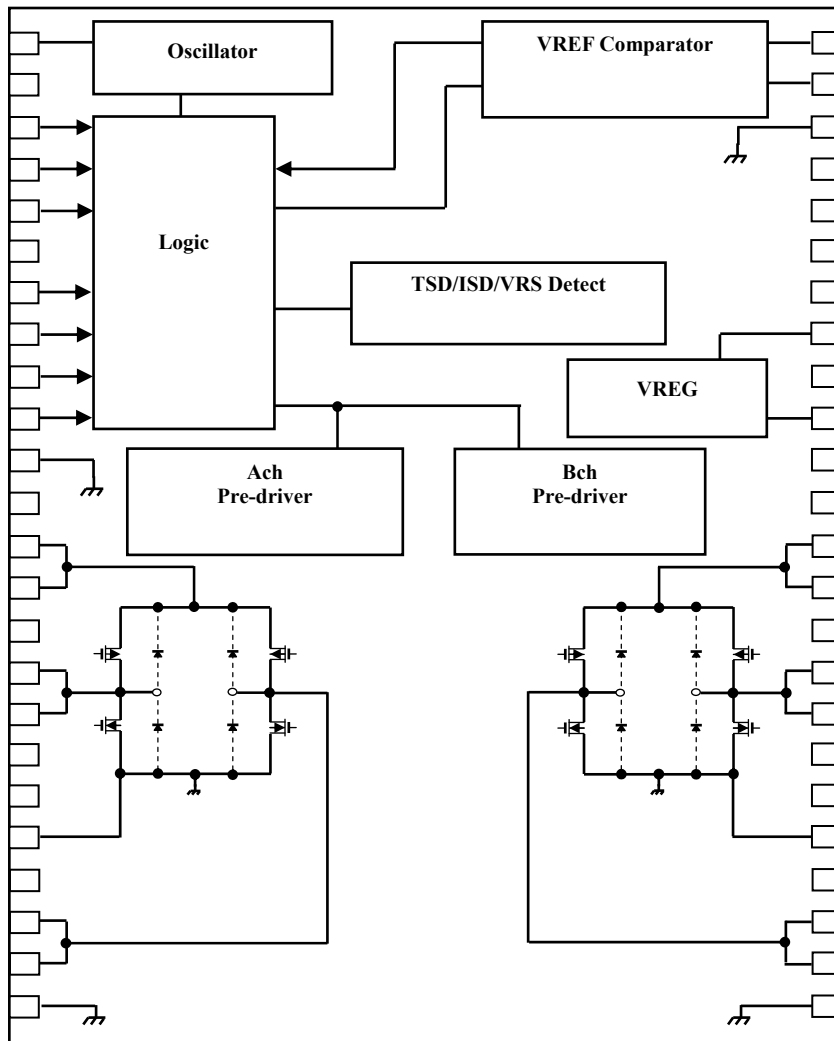 Oscillator
VREF Comparator
Logic
TSD/ISD/VRS Detect
VREG
Ach
Pre-driver
Bch
Pre-driver